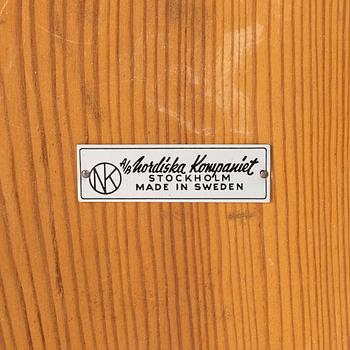 NK
A/B Nordiska Kompaniet
STOCKHOLM
MADE IN SWEDEN